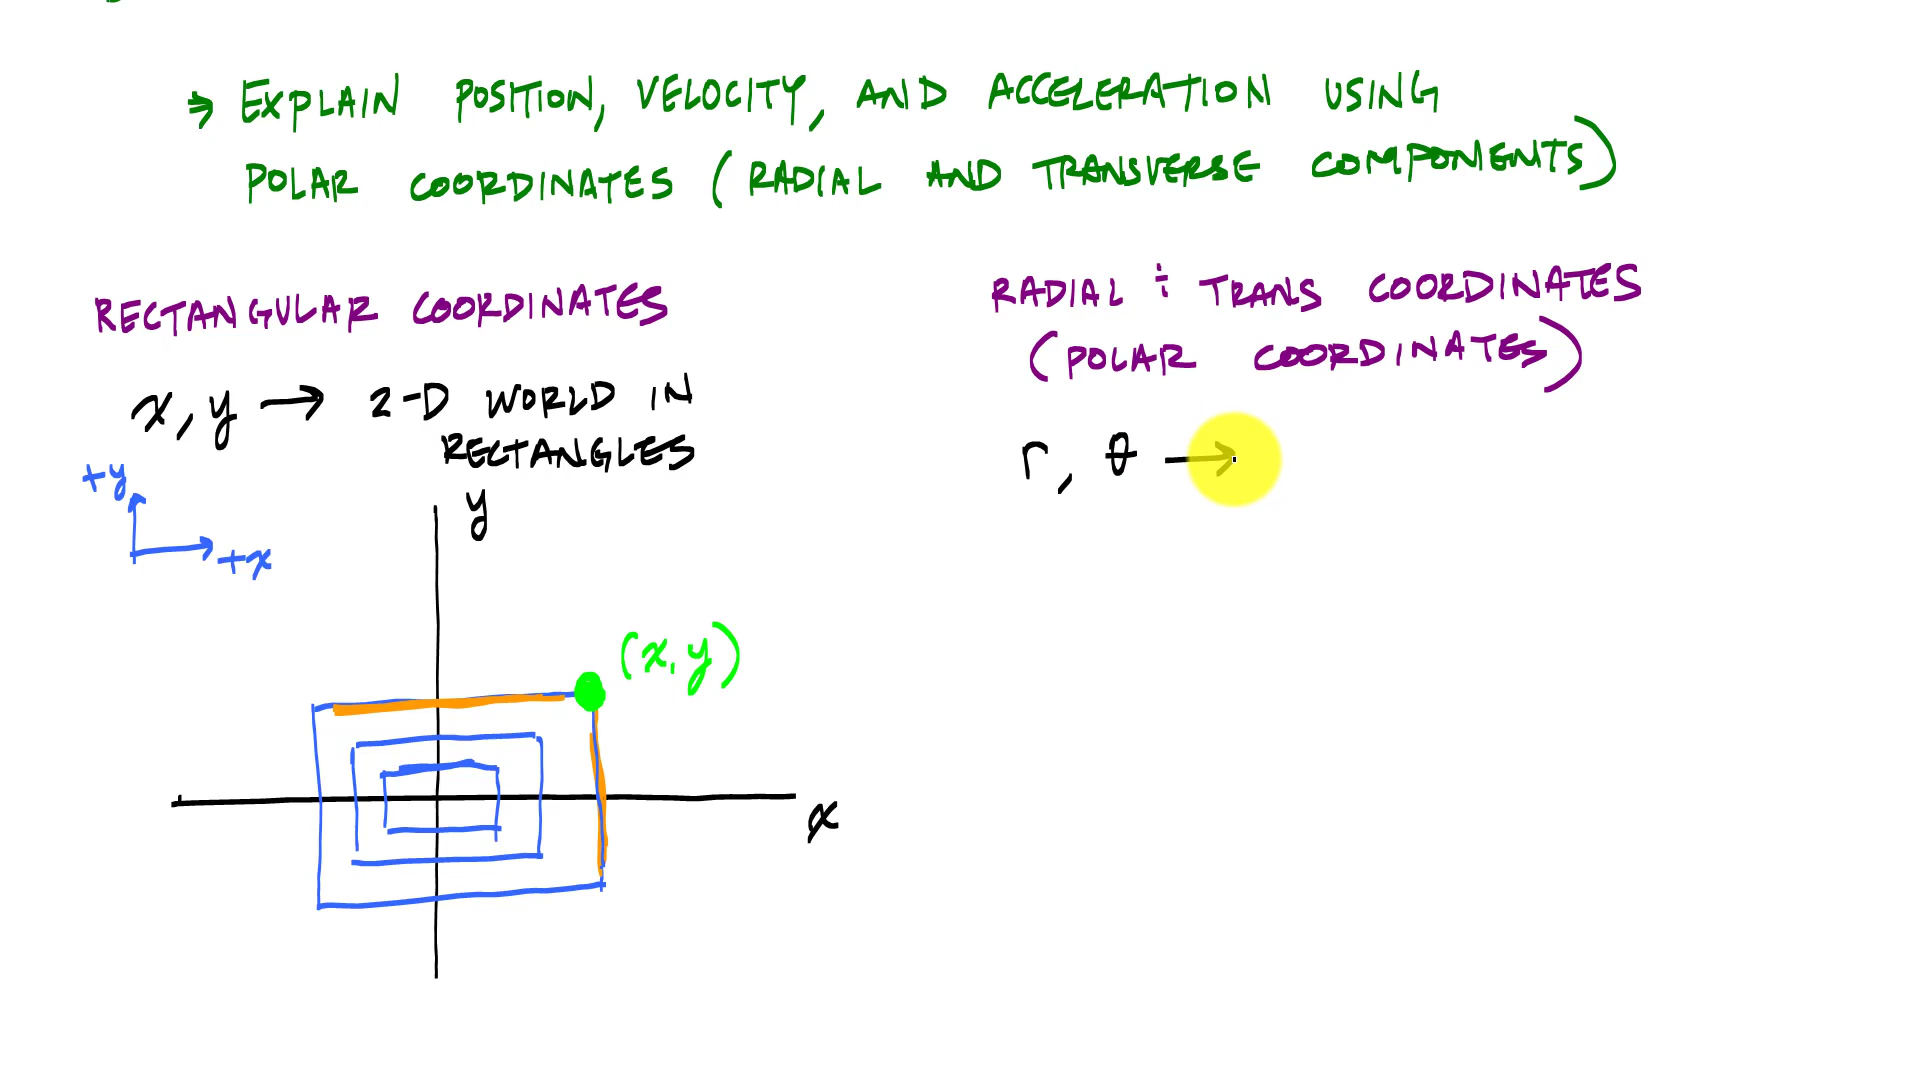 ⇒ EXPLAIN POSITION, VELOCITY, AND ACCELERATION USING
POLAR COORDINATES (RADIAL AND TRANSVERSE COMPONENTS)
RECTANGULAR COORDINATES
x, y → 2-D WORLD IN
RECTANGLES
+y
+x
y
(x, y)
x
RADIAL ÷ TRANS COORDINATES
(POLAR COORDINATES)
r, θ →